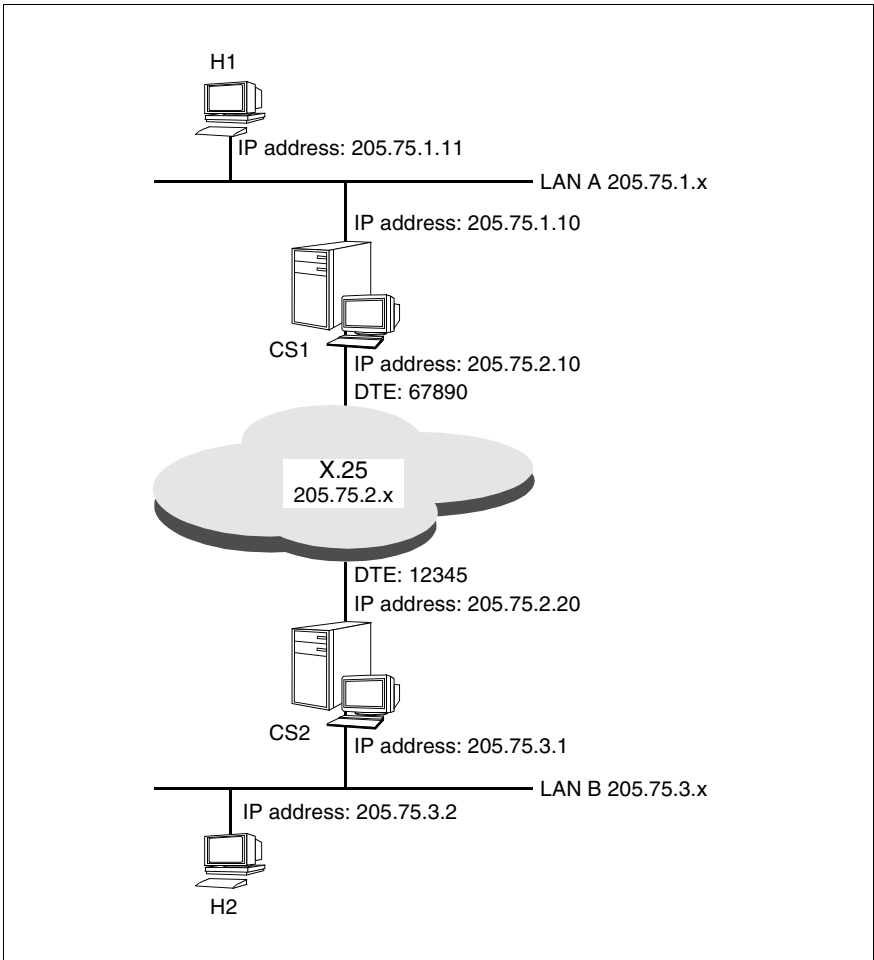 H1
IP address: 205.75.1.11
LAN A 205.75.1.x
IP address: 205.75.1.10
CS1
IP address: 205.75.2.10
DTE: 67890
X.25
205.75.2.x
DTE: 12345
IP address: 205.75.2.20
CS2
IP address: 205.75.3.1
LAN B 205.75.3.x
IP address: 205.75.3.2
H2